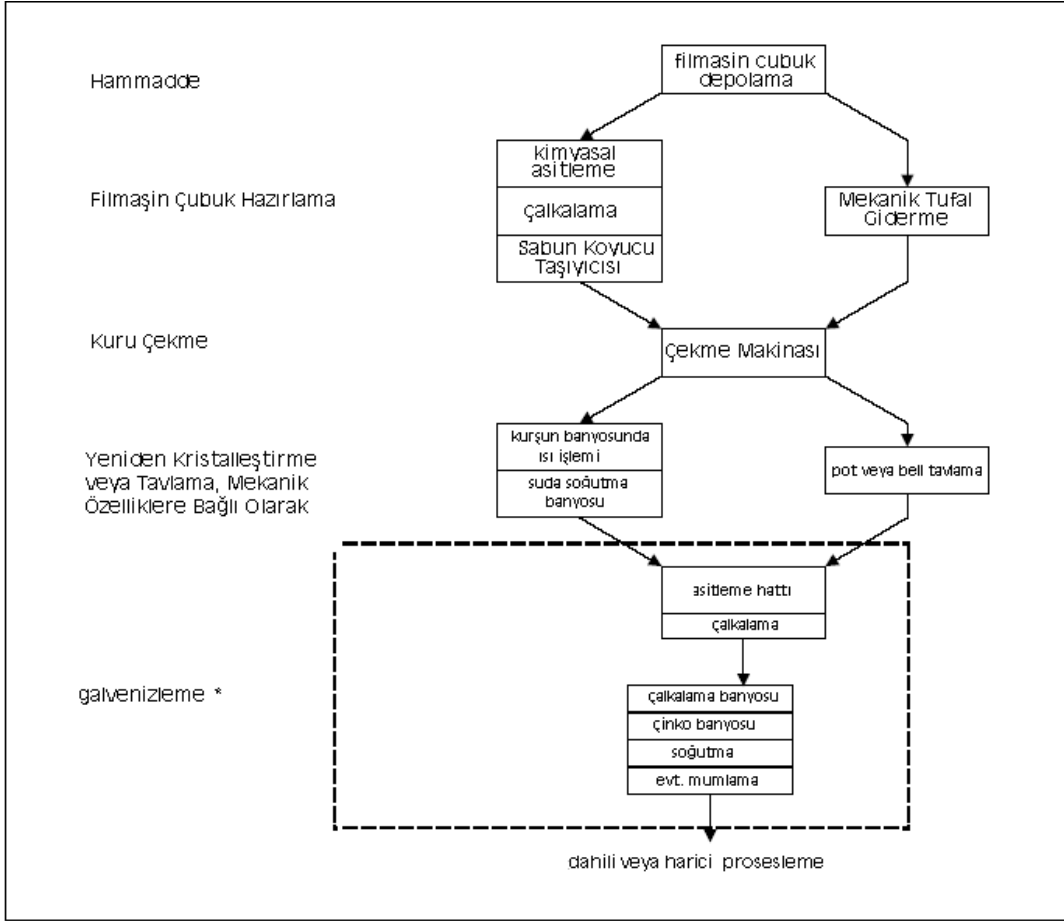 Hammadde
filmasin cubuk
depolama
Filmaşin Çubuk Hazırlama
kimyasal
asitleme
çalkalama
Sabun Koyucu
Taşıyıcısı
Mekanik Tufal
Giderme
Kuru Çekme
Çekme Makinası
Yeniden Kristalleştirme
veya Tavlama, Mekanik
Özelliklere Bağlı Olarak
kurşun banyosunda
ısı işlemi
suda soğutma
banyosu
pot veya bell tavlama
galvenizleme *
asitleme hattı
çalkalama
çalkalama banyosu
çinko banyosu
soğutma
evt. mumlama
dahili veya harici prosesleme